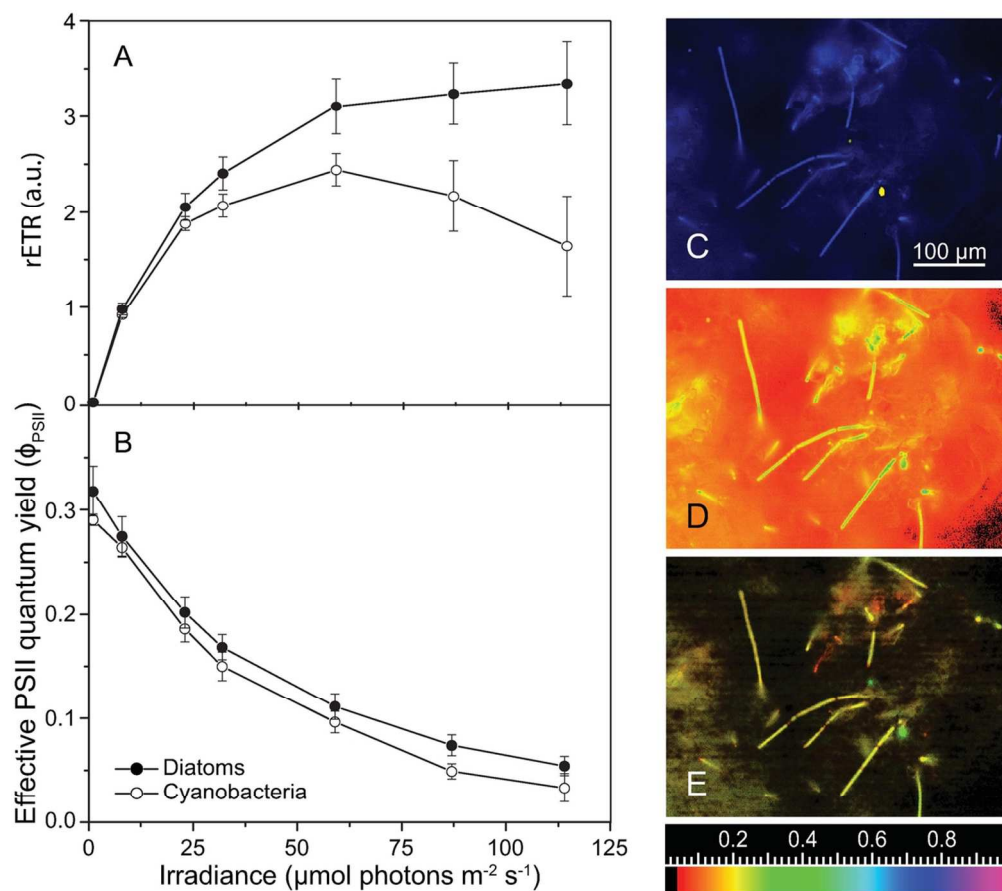 4
3
2
1
0
rETR (a.u.)
A
0.3
0.2
0.1
0.0
Effective PSII quantum yield (ϕPSII)
B
Diatoms
Cyanobacteria
0 25 50 75 100 125
Irradiance (μmol photons m⁻² s⁻¹)
C
100 μm
D
E
0.2 0.4 0.6 0.8